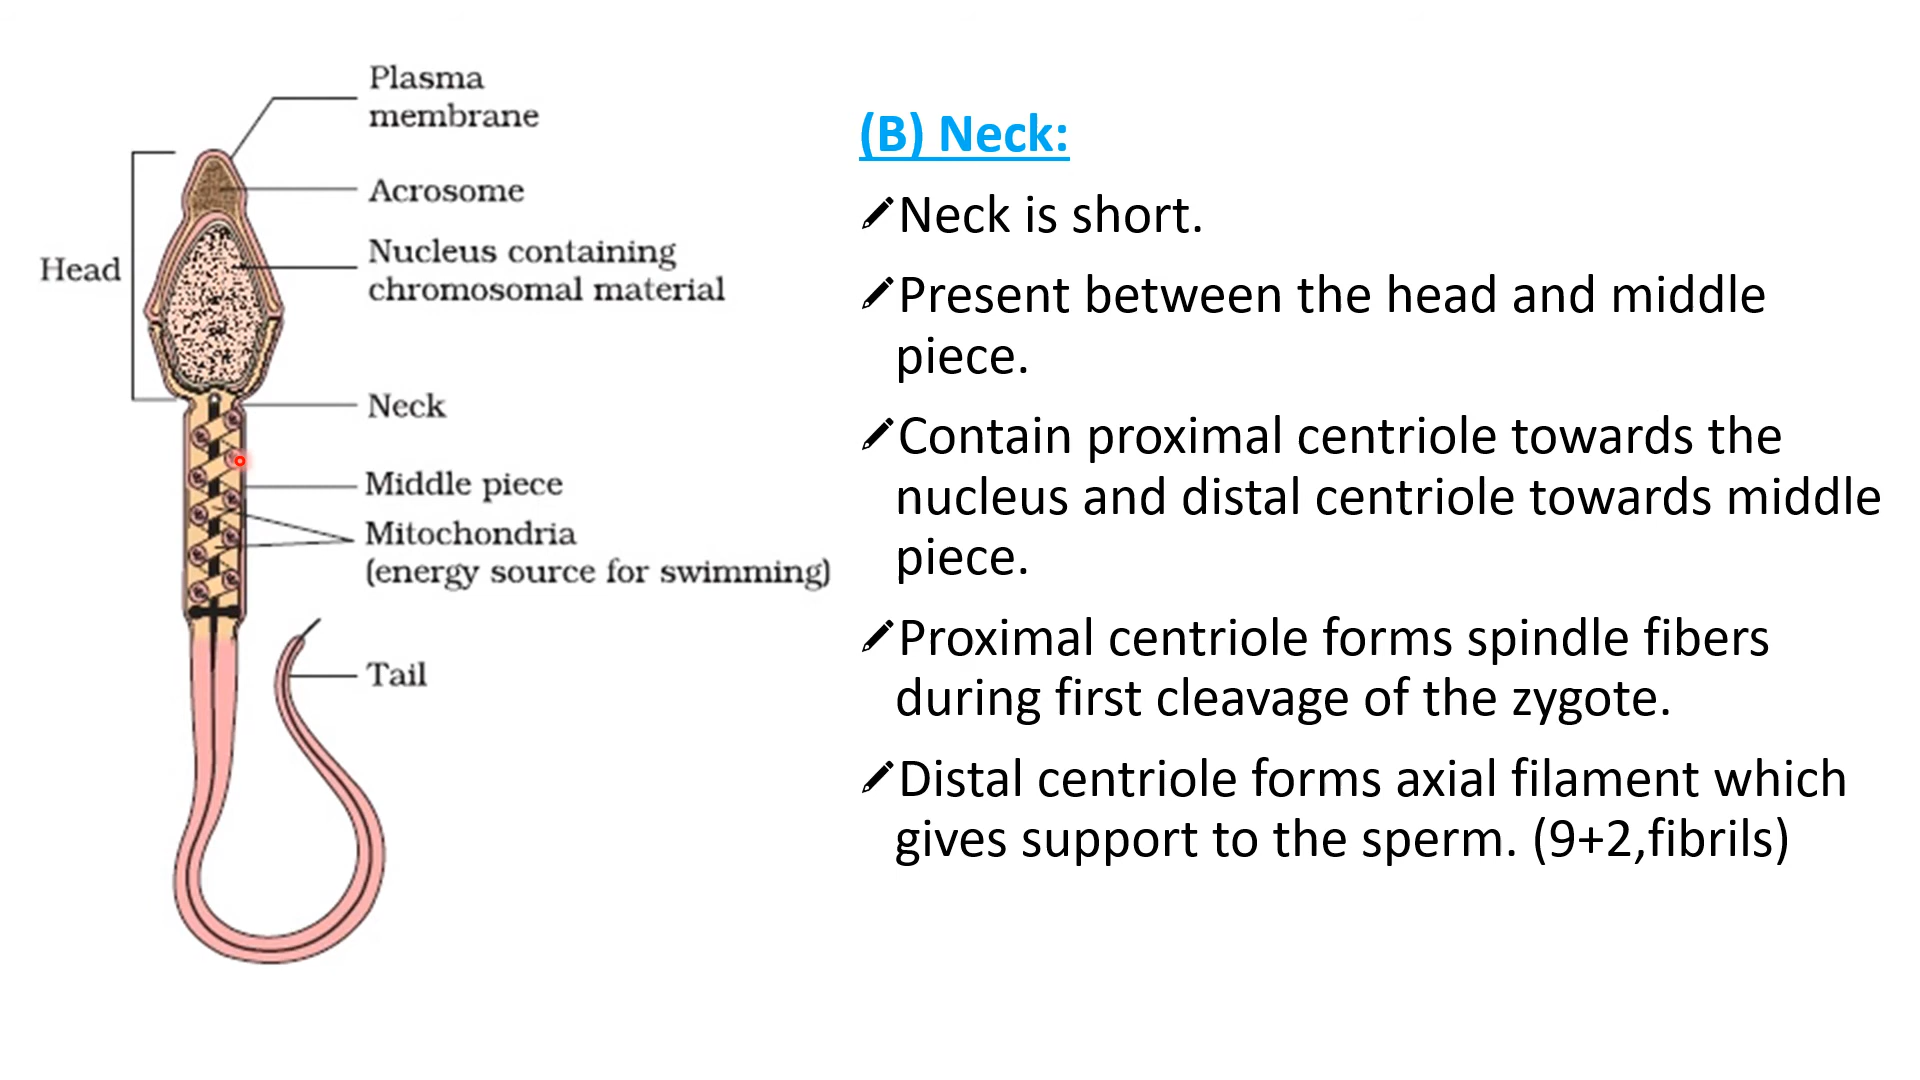 Plasma
membrane
Acrosome
Head
Nucleus containing
chromosomal material
Neck
Middle piece
Mitochondria
(energy source for swimming)
Tail
(B) Neck:
Neck is short.
Present between the head and middle
piece.
Contain proximal centriole towards the
nucleus and distal centriole towards middle
piece.
Proximal centriole forms spindle fibers
during first cleavage of the zygote.
Distal centriole forms axial filament which
gives support to the sperm. (9+2,fibrils)